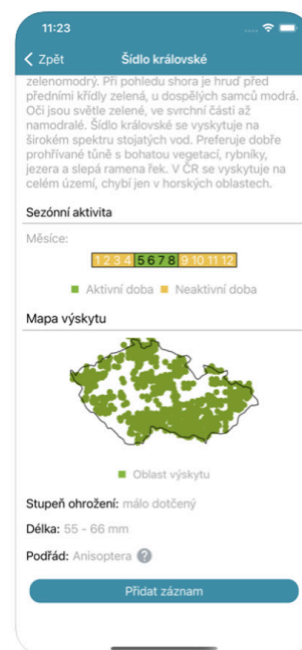 11:23
Zpět Šídlo královské
zelenomodrý. Při pohledu shora je hruď před
předními křídly zelená, u dospělých samců modrá.
Oči jsou světle zelené, ve svrchní části až
namodralé. Šídlo královské se vyskytuje na
širokém spektru stojatých vod. Preferuje dobře
prohřívané tůně s bohatou vegetací, rybníky,
jezera a slepá ramena řek. V ČR se vyskytuje na
celém území, chybí jen v horských oblastech.
Sezónní aktivita
Měsíce:
1 2 3 4 5 6 7 8 9 10 11 12
Aktivní doba Neaktivní doba
Mapa výskytu
Oblast výskytu
Stupeň ohrožení: málo dotčený
Délka: 55 - 66 mm
Podřád: Anisoptera ?
Přidat záznam